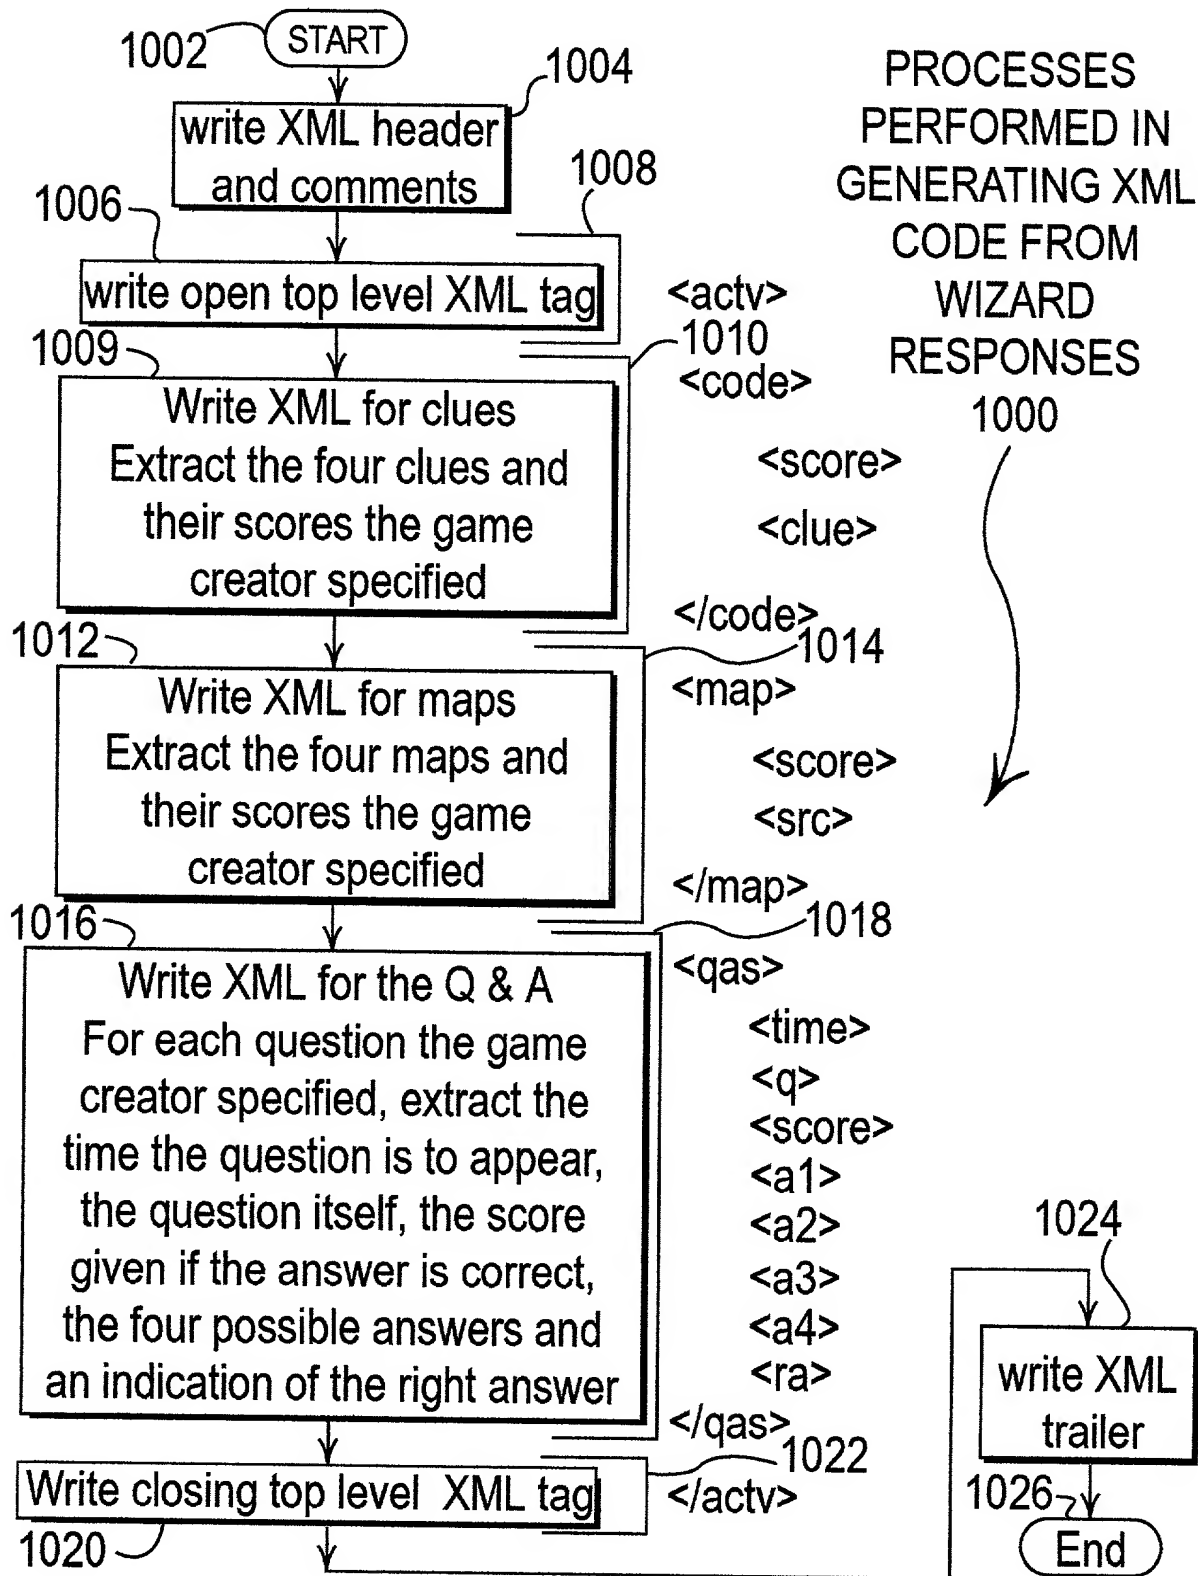 1002
START
1004
write XML header
and comments
1006
1008
write open top level XML tag
<actv>
1009
1010
<code>
Write XML for clues
Extract the four clues and
their scores the game
creator specified
<score>
<clue>
</code>
1012
1014
<map>
Write XML for maps
Extract the four maps and
their scores the game
creator specified
<score>
<src>
</map>
1016
1018
<qas>
Write XML for the Q & A
For each question the game
creator specified, extract the
time the question is to appear,
the question itself, the score
given if the answer is correct,
the four possible answers and
an indication of the right answer
<time>
<q>
<score>
<a1>
<a2>
<a3>
<a4>
<ra>
</qas>
1022
Write closing top level XML tag
</actv>
1020
PROCESSES
PERFORMED IN
GENERATING XML
CODE FROM
WIZARD
RESPONSES
1000
1024
write XML
trailer
1026
End